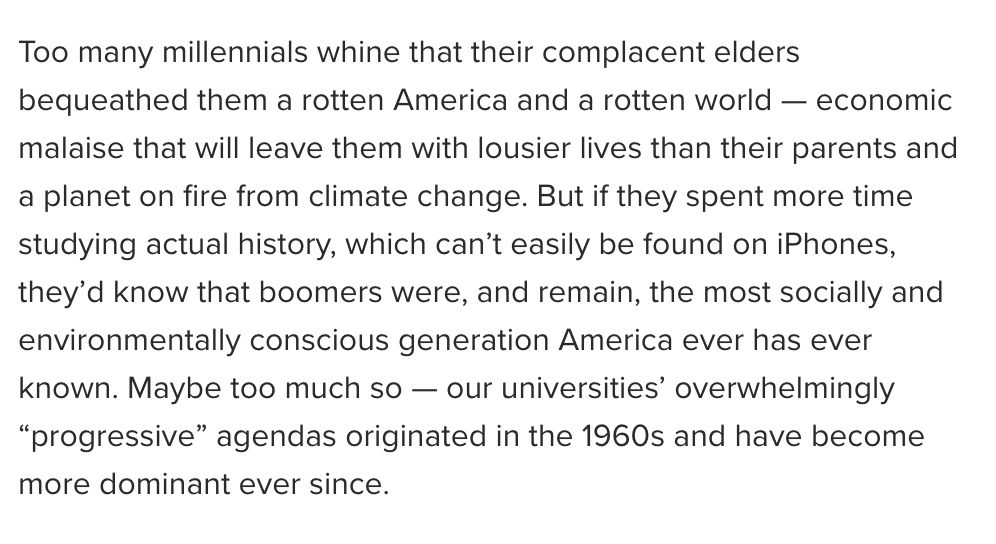 Too many millennials whine that their complacent elders
bequeathed them a rotten America and a rotten world — economic
malaise that will leave them with lousier lives than their parents and
a planet on fire from climate change. But if they spent more time
studying actual history, which can’t easily be found on iPhones,
they’d know that boomers were, and remain, the most socially and
environmentally conscious generation America ever has ever
known. Maybe too much so — our universities’ overwhelmingly
“progressive” agendas originated in the 1960s and have become
more dominant ever since.